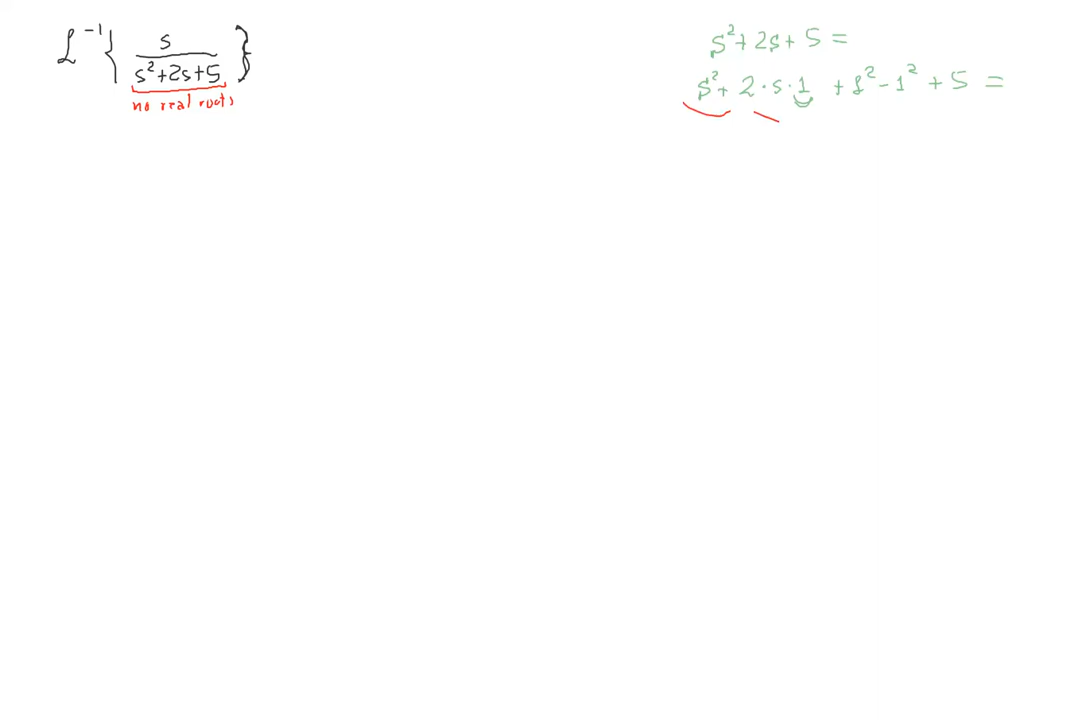 ℒ⁻¹{ s / (s²+2s+5) }
no real roots
s²+2s+5=
s²+ 2·s·1 +1²-1²+5=